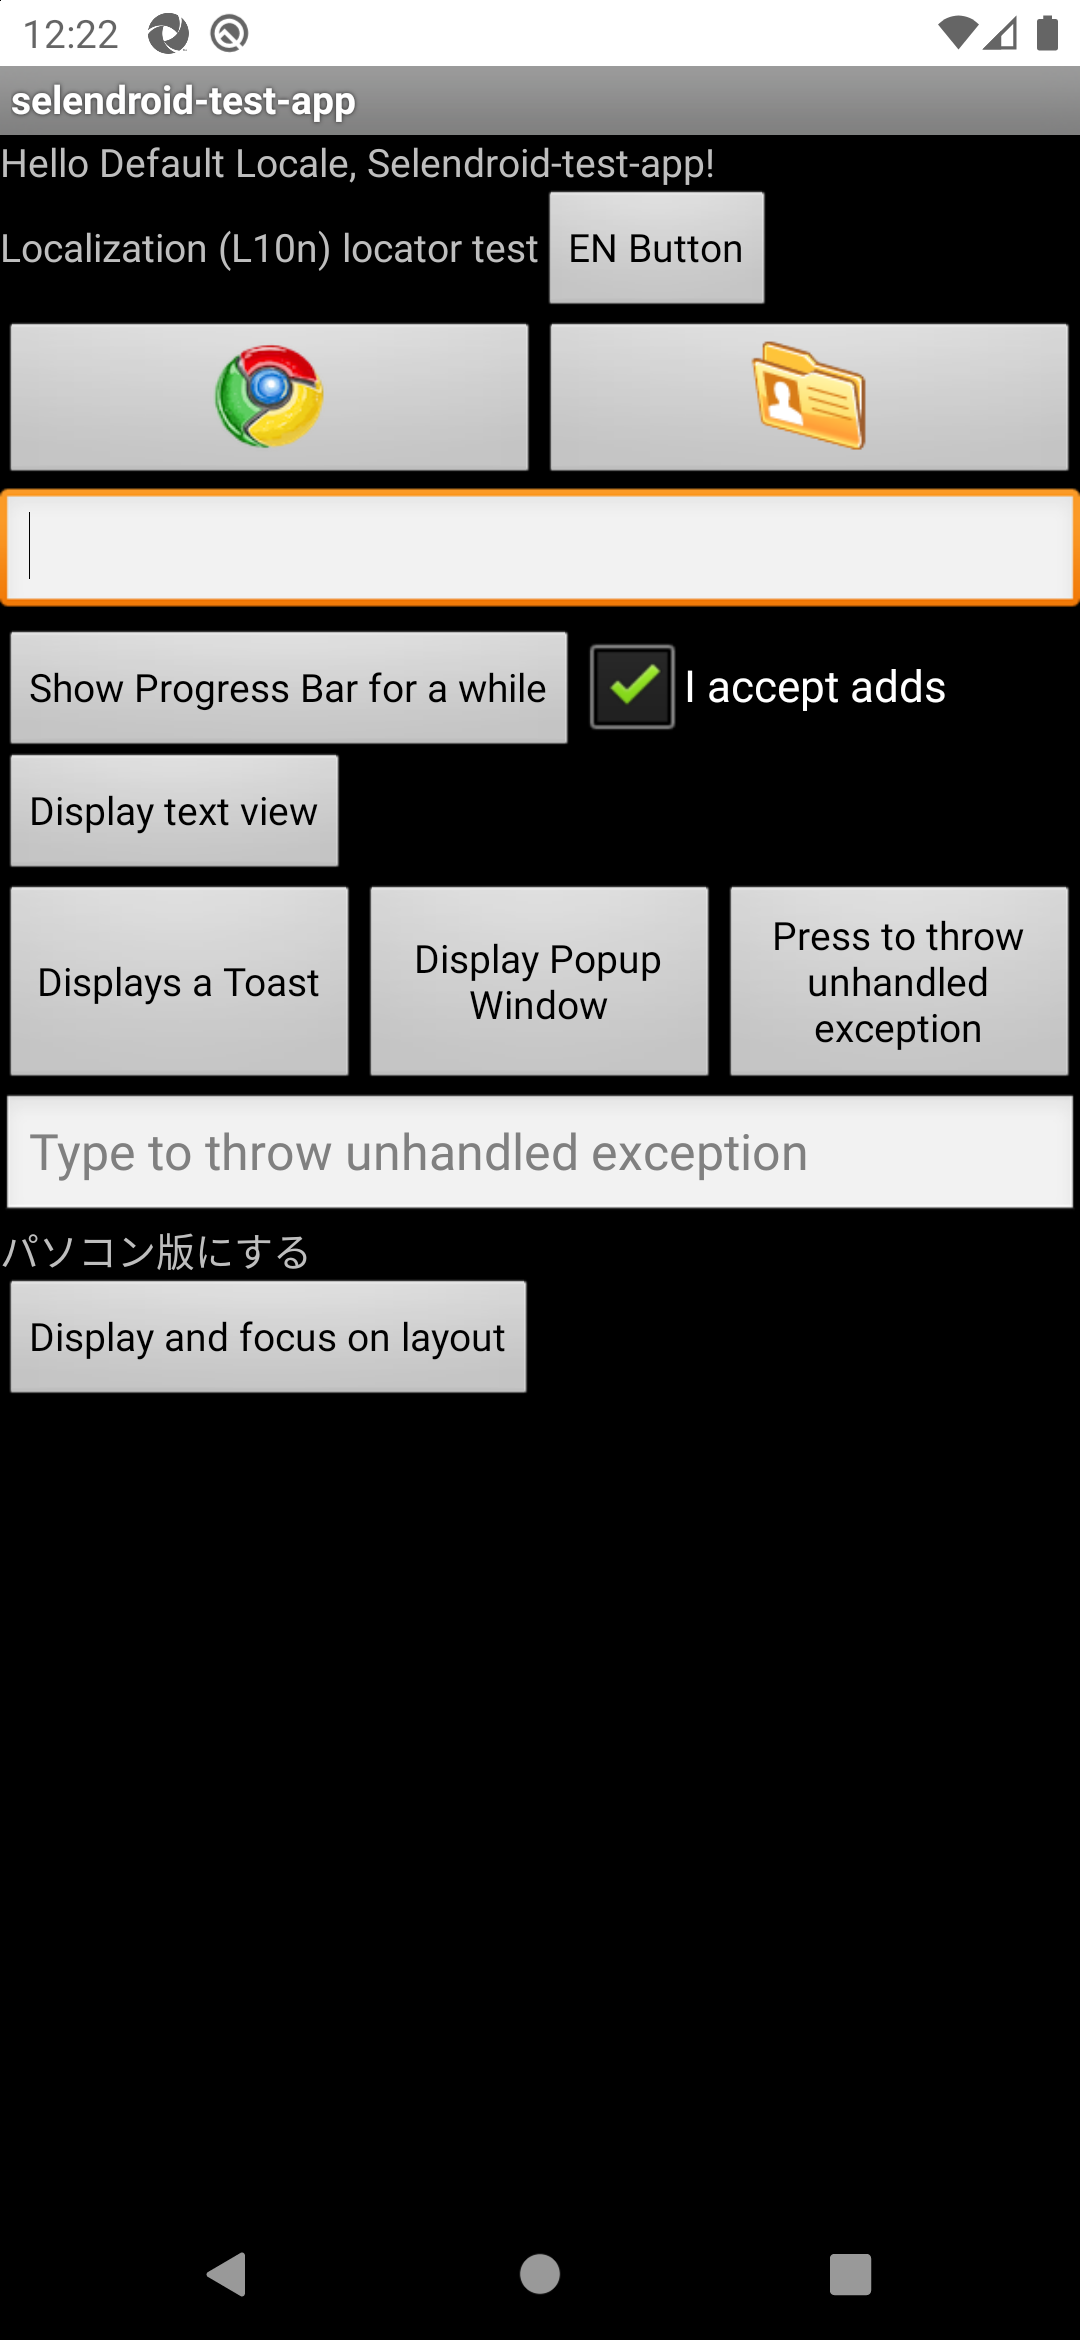 12:22
selendroid-test-app
Hello Default Locale, Selendroid-test-app!
Localization (L10n) locator test
EN Button
Show Progress Bar for a while
I accept adds
Display text view
Displays a Toast
Display Popup
Window
Press to throw
unhandled
exception
Type to throw unhandled exception
パソコン版にする
Display and focus on layout